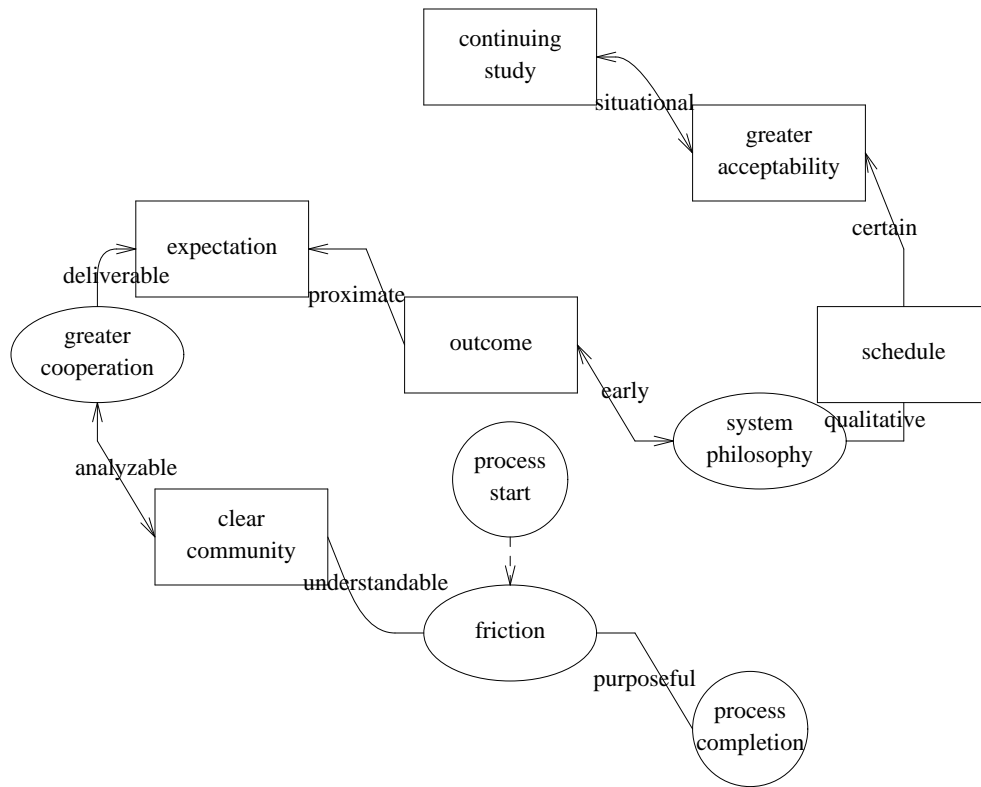 continuing
study
situational
greater
acceptability
certain
expectation
deliverable
proximate
greater
cooperation
outcome
schedule
early
system
philosophy
qualitative
process
start
analyzable
clear
community
understandable
friction
purposeful
process
completion